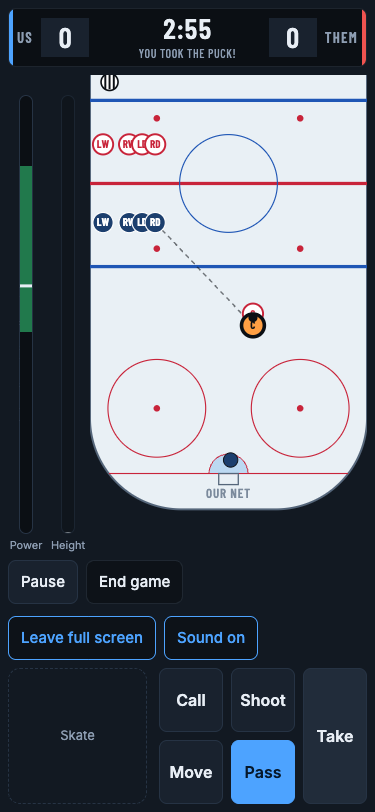 US 0 2:55 0 THEM
YOU TOOK THE PUCK!
LW RW LD RD
LW RW LD RD
C
OUR NET
Power Height
Pause End game
Leave full screen Sound on
Skate Call Shoot Take
Move Pass